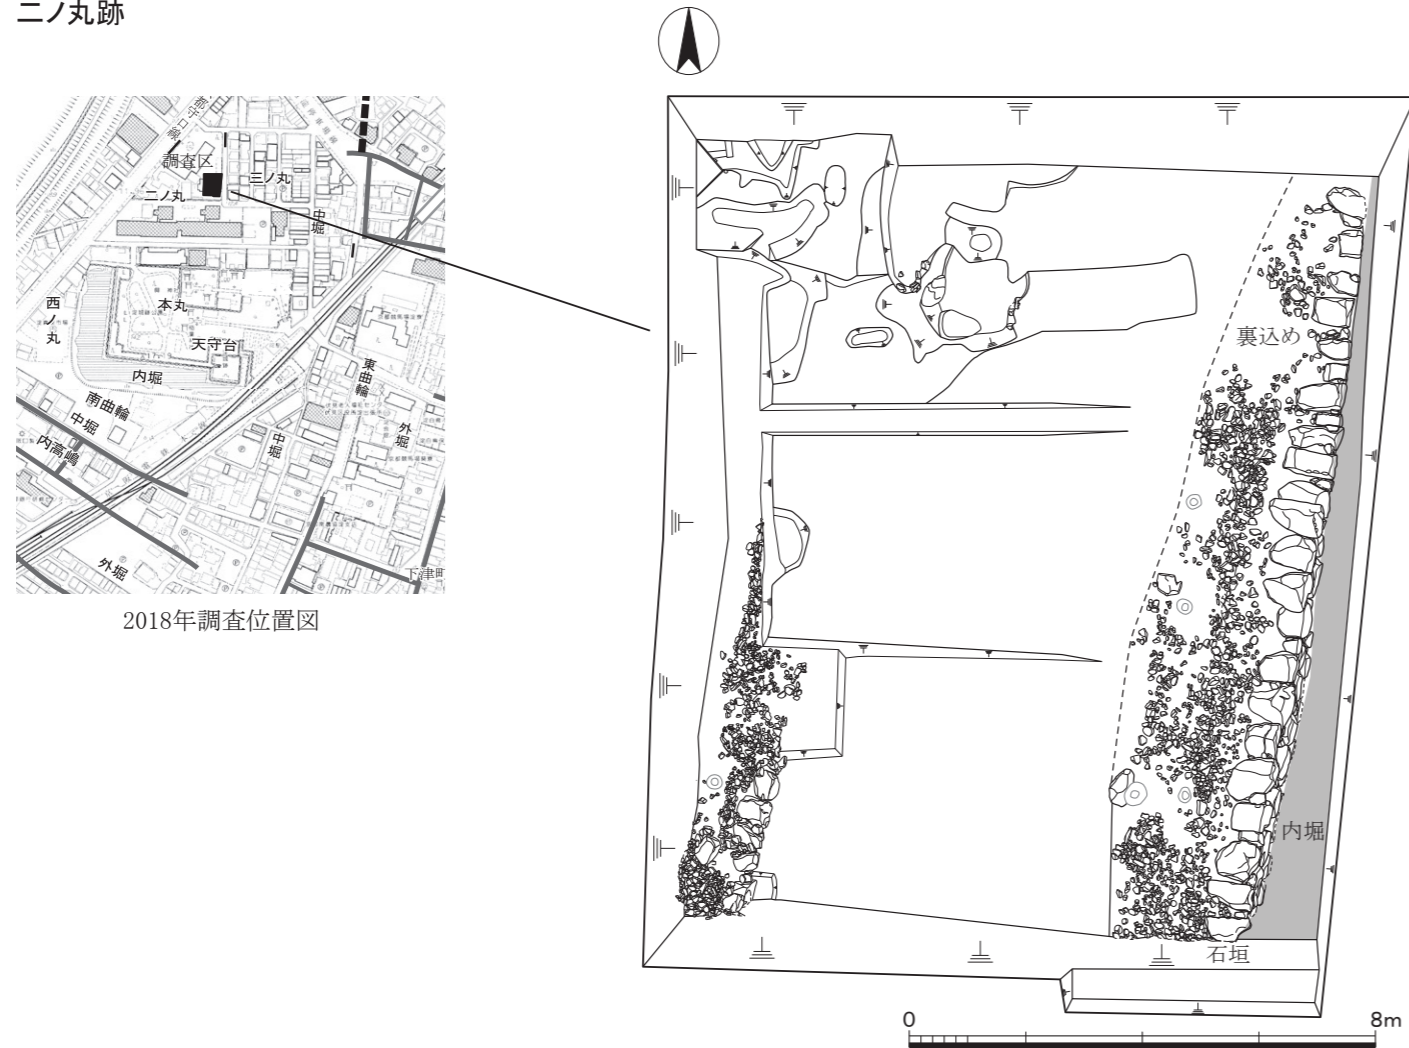 二ノ丸跡
調査区
二ノ丸
三ノ丸
中堀
西ノ丸
本丸
天守台
内堀
東曲輪
南曲輪
中堀
内高嶋
中堀
外堀
外堀
下津町
2018年調査位置図
裏込め
内堀
石垣
0
8m